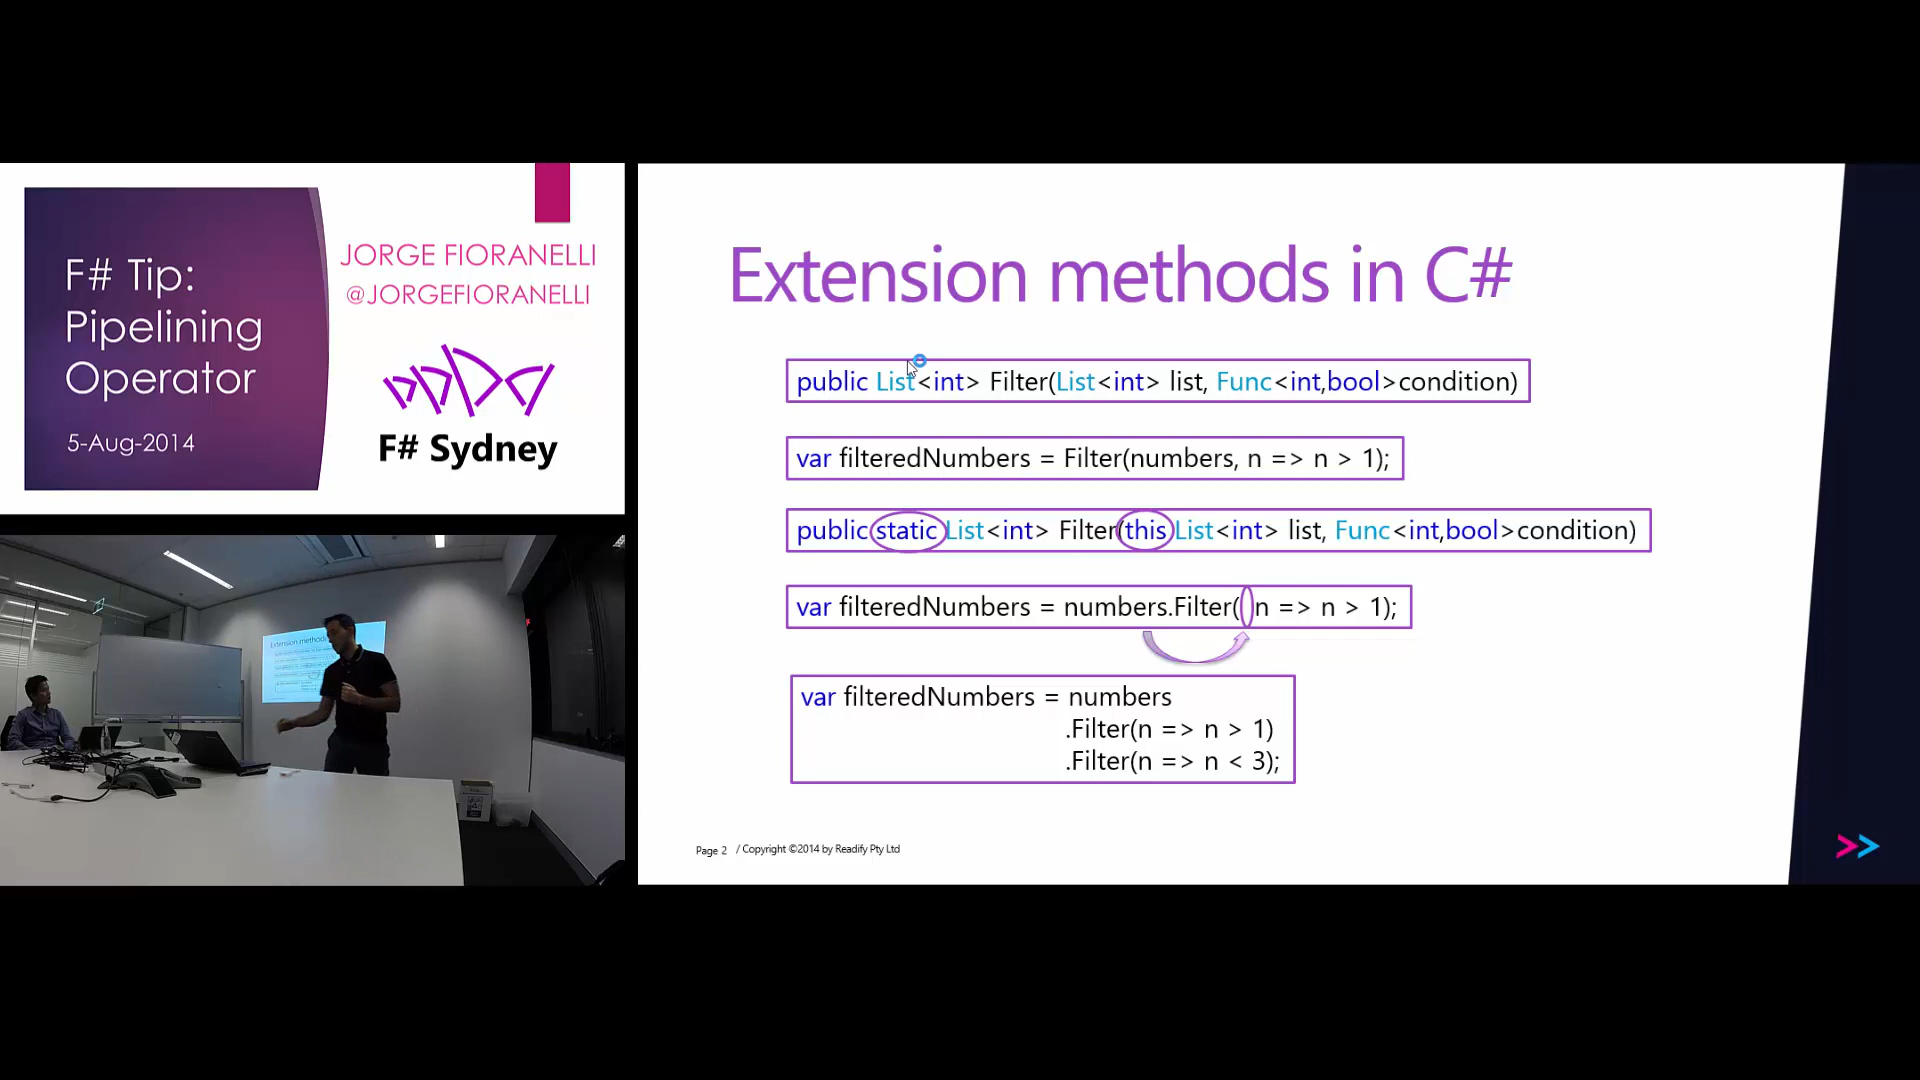 F# Tip:
Pipelining
Operator
5-Aug-2014
JORGE FIORANELLI
@JORGEFIORANELLI
F# Sydney
Extension methods in C#
public List<int> Filter(List<int> list, Func<int,bool>condition)
var filteredNumbers = Filter(numbers, n => n > 1);
public static List<int> Filter(this List<int> list, Func<int,bool>condition)
var filteredNumbers = numbers.Filter( n => n > 1);
var filteredNumbers = numbers
.Filter(n => n > 1)
.Filter(n => n < 3);
Page 2 / Copyright ©2014 by Readify Pty Ltd
Extension methods